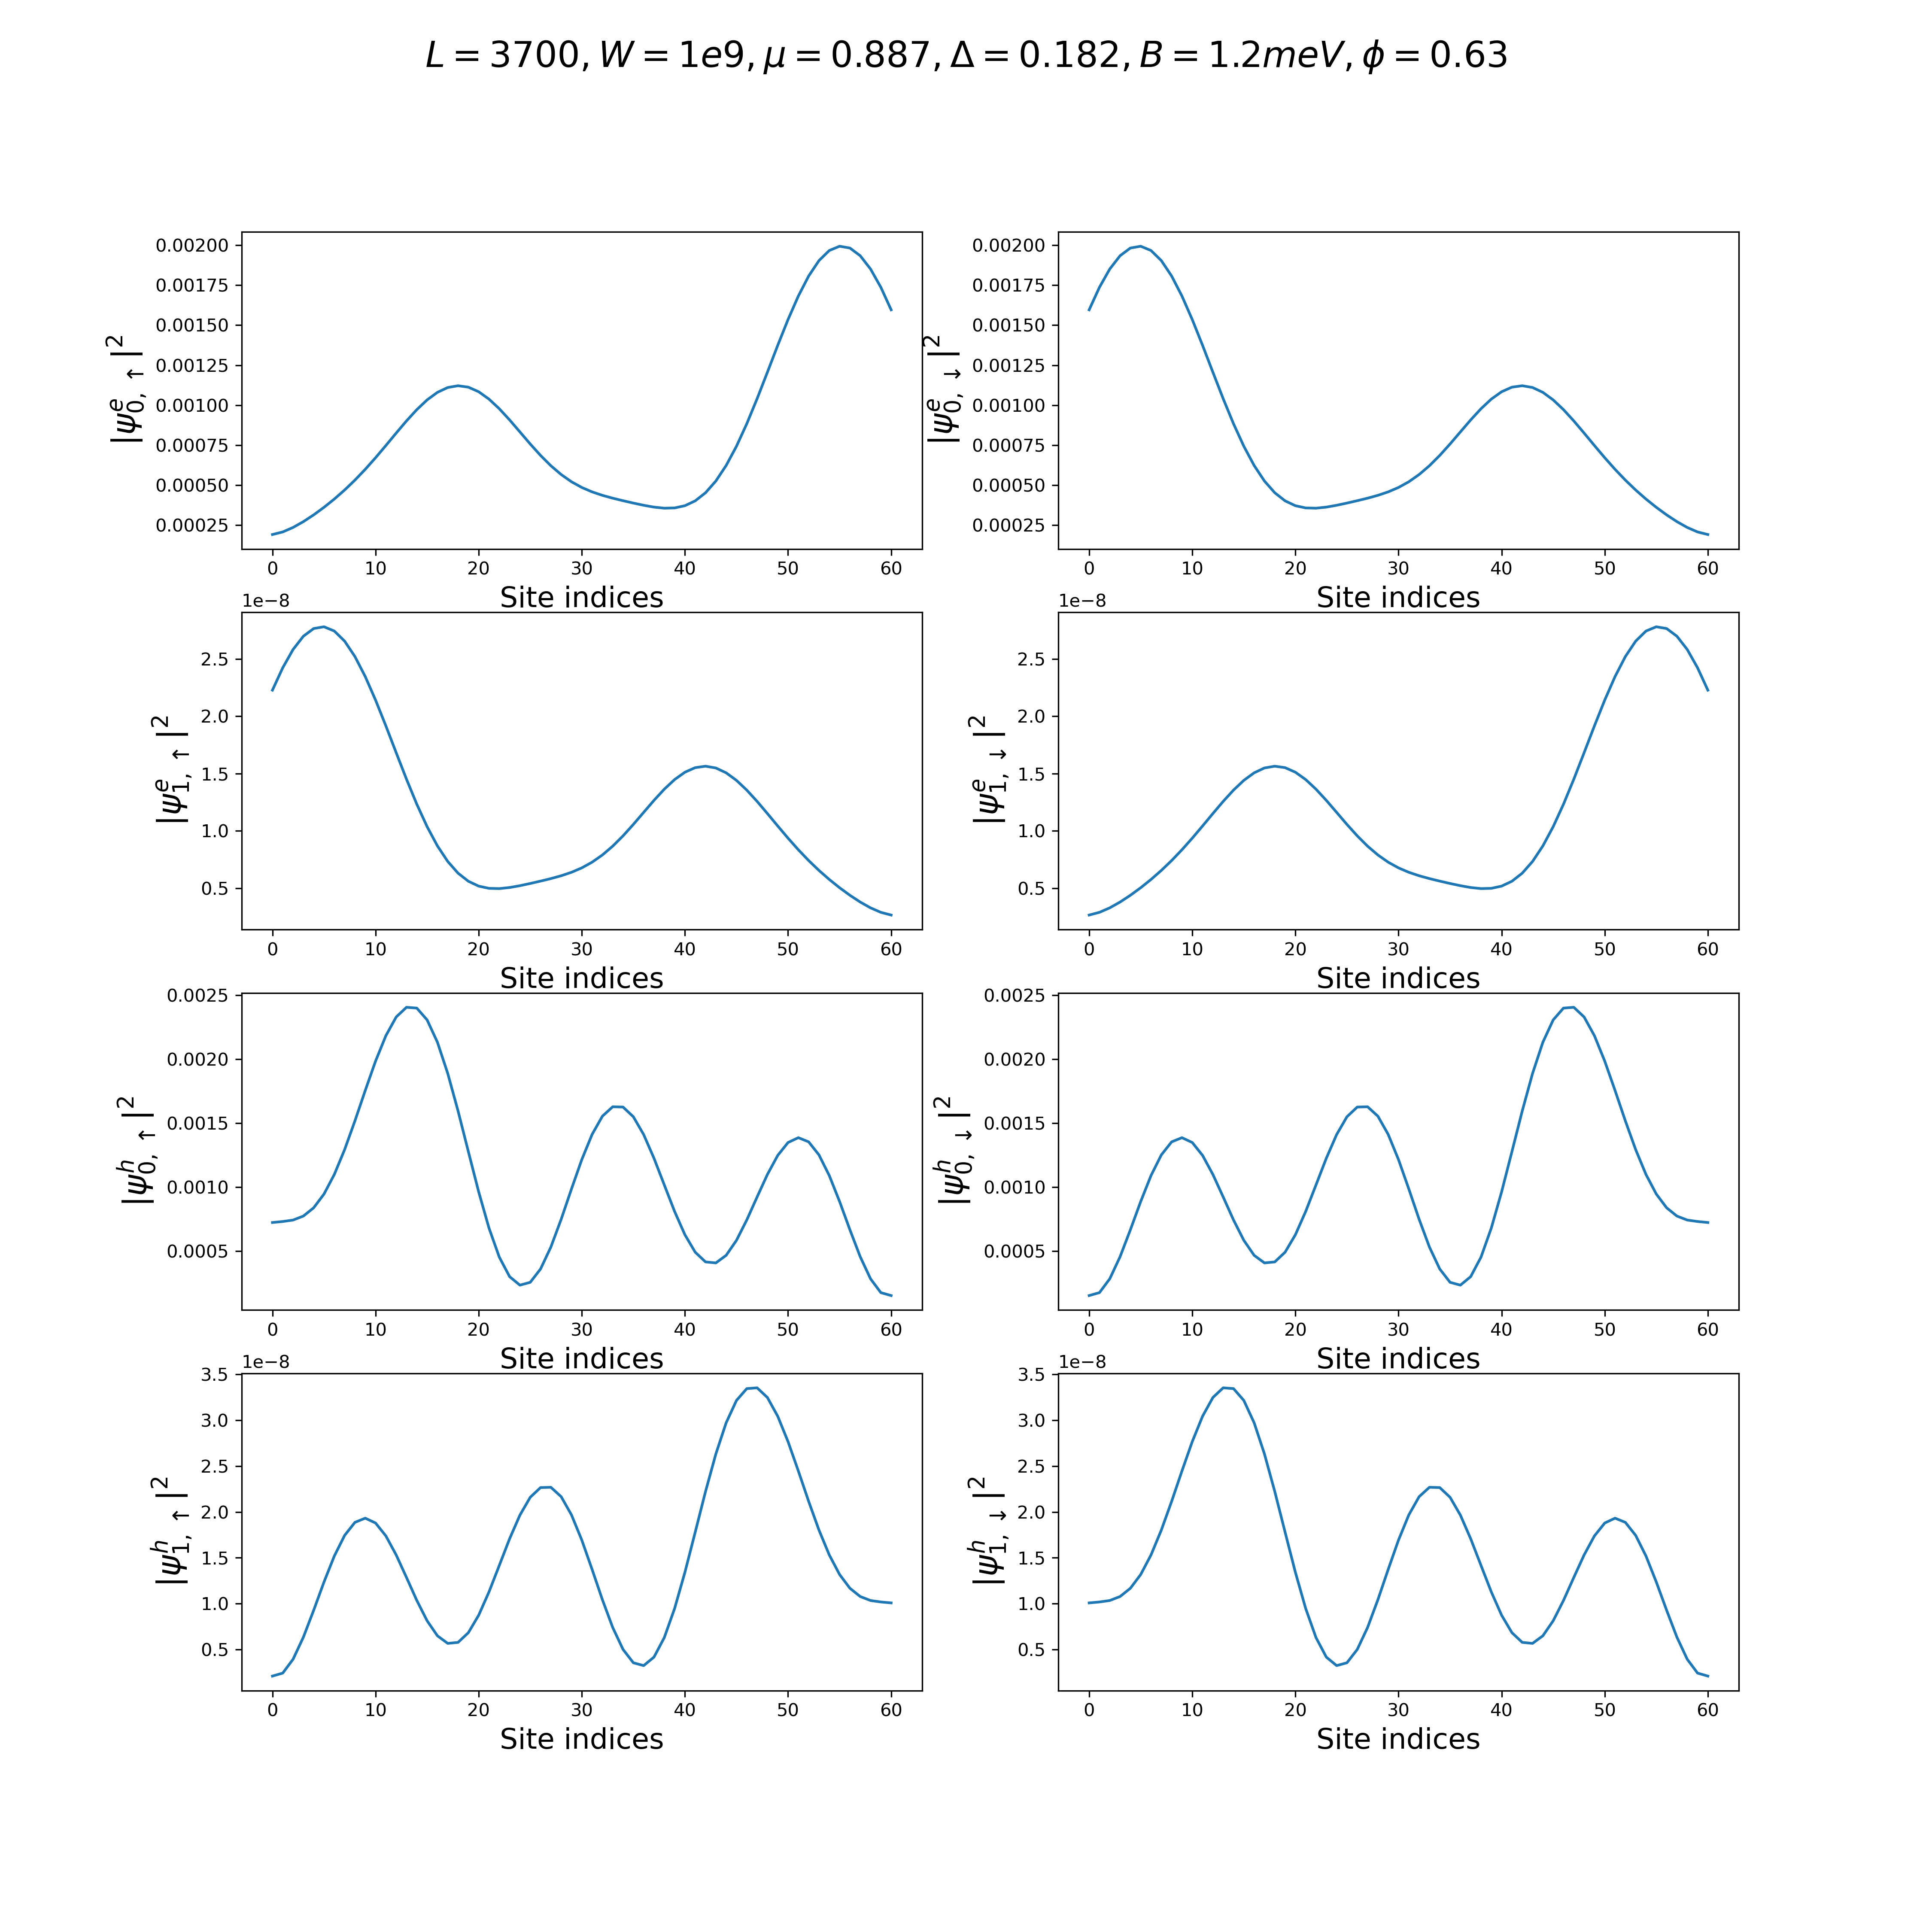 L = 3700, W = 1e9, μ = 0.887, Δ = 0.182, B = 1.2meV, ϕ = 0.63
|ψ^e_{0,↑}|^2
0.00200
0.00175
0.00150
0.00125
0.00100
0.00075
0.00050
0.00025
0 10 20 30 40 50 60
Site indices
|ψ^e_{0,↓}|^2
0.00200
0.00175
0.00150
0.00125
0.00100
0.00075
0.00050
0.00025
0 10 20 30 40 50 60
Site indices
1e−8
|ψ^e_{1,↑}|^2
2.5
2.0
1.5
1.0
0.5
0 10 20 30 40 50 60
Site indices
1e−8
|ψ^e_{1,↓}|^2
2.5
2.0
1.5
1.0
0.5
0 10 20 30 40 50 60
Site indices
|ψ^h_{0,↑}|^2
0.0025
0.0020
0.0015
0.0010
0.0005
0 10 20 30 40 50 60
Site indices
|ψ^h_{0,↓}|^2
0.0025
0.0020
0.0015
0.0010
0.0005
0 10 20 30 40 50 60
Site indices
1e−8
|ψ^h_{1,↑}|^2
3.5
3.0
2.5
2.0
1.5
1.0
0.5
0 10 20 30 40 50 60
Site indices
1e−8
|ψ^h_{1,↓}|^2
3.5
3.0
2.5
2.0
1.5
1.0
0.5
0 10 20 30 40 50 60
Site indices